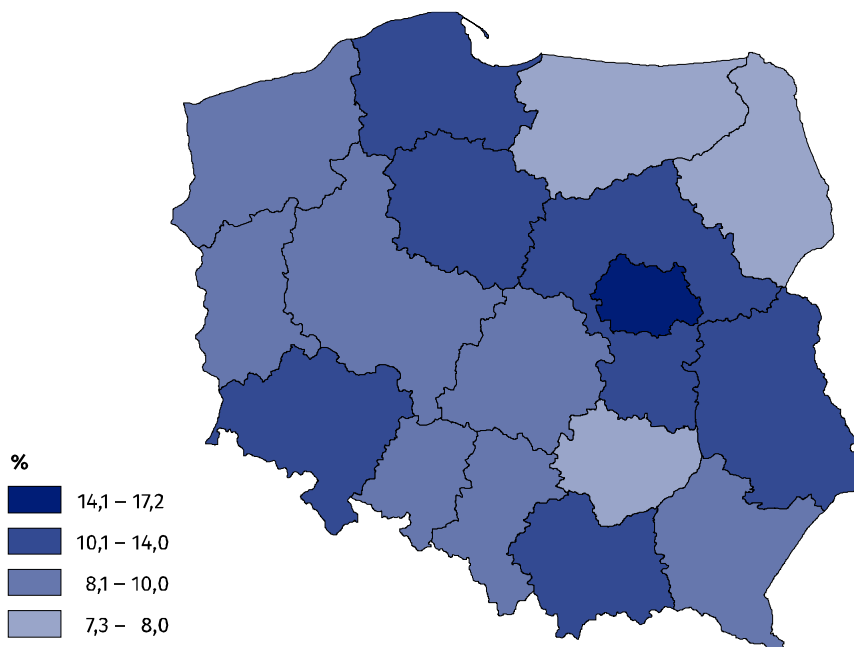 %
14,1 – 17,2
10,1 – 14,0
8,1 – 10,0
7,3 – 8,0